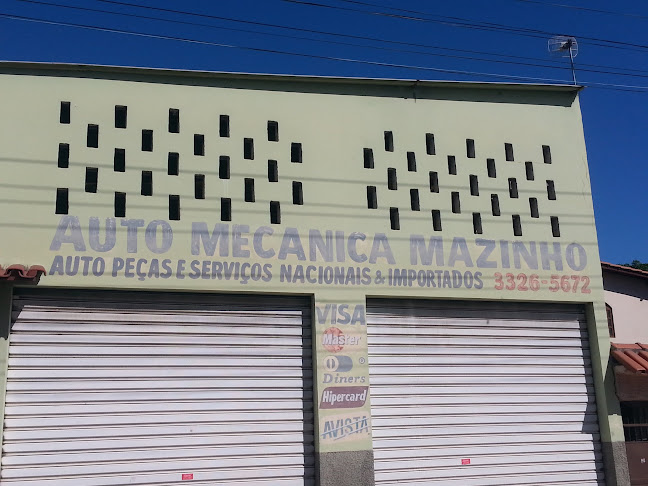 AUTO MECANICA MAZINHO
AUTO PEÇAS E SERVIÇOS NACIONAIS & IMPORTADOS 3326-5672
VISA
Master
Diners
Hipercard
AVISTA